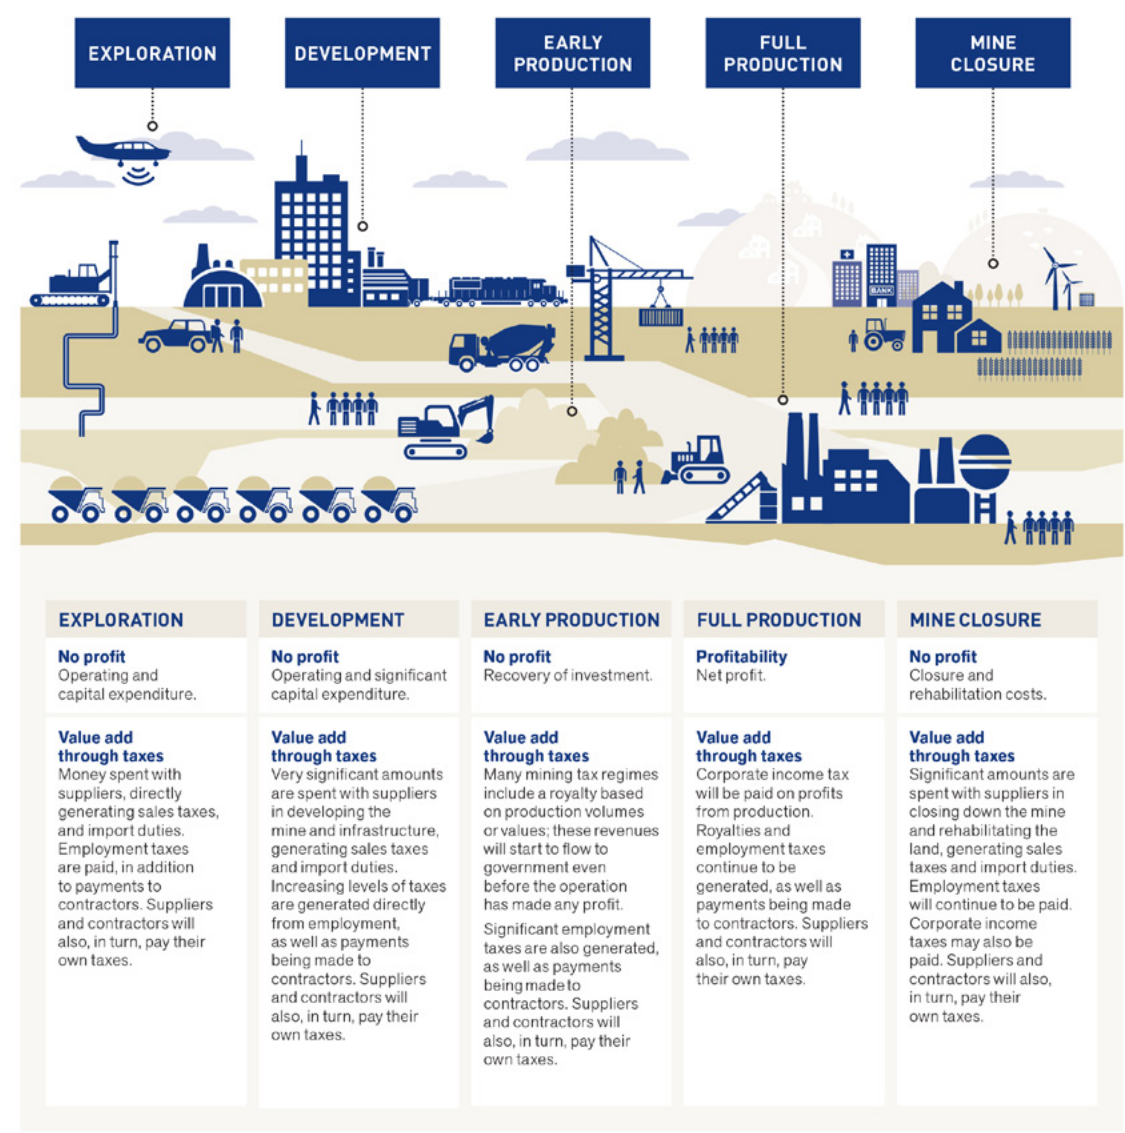 EXPLORATION
DEVELOPMENT
EARLY
PRODUCTION
FULL
PRODUCTION
MINE
CLOSURE
BANK
EXPLORATION
No profit
Operating and
capital expenditure.
Value add
through taxes
Money spent with
suppliers, directly
generating sales taxes,
and import duties.
Employment taxes
are paid, in addition
to payments to
contractors. Suppliers
and contractors will
also, in turn, pay their
own taxes.
DEVELOPMENT
No profit
Operating and significant
capital expenditure.
Value add
through taxes
Very significant amounts
are spent with suppliers
in developing the
mine and infrastructure,
generating sales taxes
and import duties.
Increasing levels of taxes
are generated directly
from employment,
as well as payments
being made to
contractors. Suppliers
and contractors will
also, in turn, pay their
own taxes.
EARLY PRODUCTION
No profit
Recovery of investment.
Value add
through taxes
Many mining tax regimes
include a royalty based
on production volumes
or values; these revenues
will start to flow to
government even
before the operation
has made any profit.
Significant employment
taxes are also generated,
as well as payments
being made to
contractors. Suppliers
and contractors will
also, in turn, pay their
own taxes.
FULL PRODUCTION
Profitability
Net profit.
Value add
through taxes
Corporate income tax
will be paid on profits
from production.
Royalties and
employment taxes
continue to be
generated, as well as
payments being made
to contractors. Suppliers
and contractors will
also, in turn, pay
their own taxes.
MINE CLOSURE
No profit
Closure and
rehabilitation costs.
Value add
through taxes
Significant amounts are
spent with suppliers in
closing down the mine
and rehabilitating the
land, generating sales
taxes and import duties.
Employment taxes
will continue to be paid.
Corporate income
taxes may also be
paid. Suppliers and
contractors will also,
in turn, pay their
own taxes.